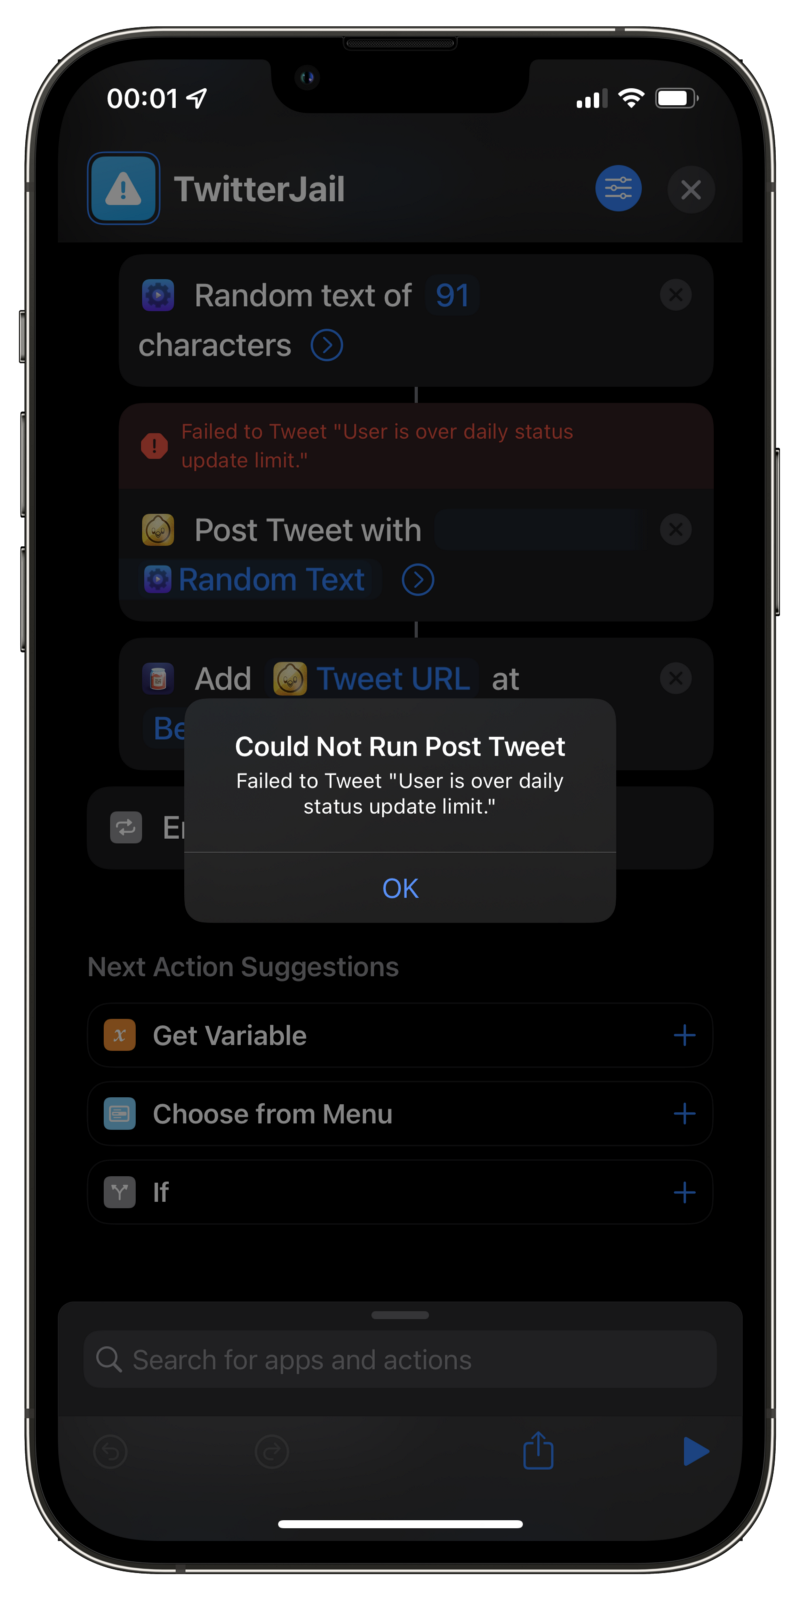 00:01
TwitterJail
Random text of 91
characters
Failed to Tweet "User is over daily status
update limit."
Post Tweet with
Random Text
Add Tweet URL at
Could Not Run Post Tweet
Failed to Tweet "User is over daily
status update limit."
OK
Next Action Suggestions
Get Variable
Choose from Menu
If
Search for apps and actions